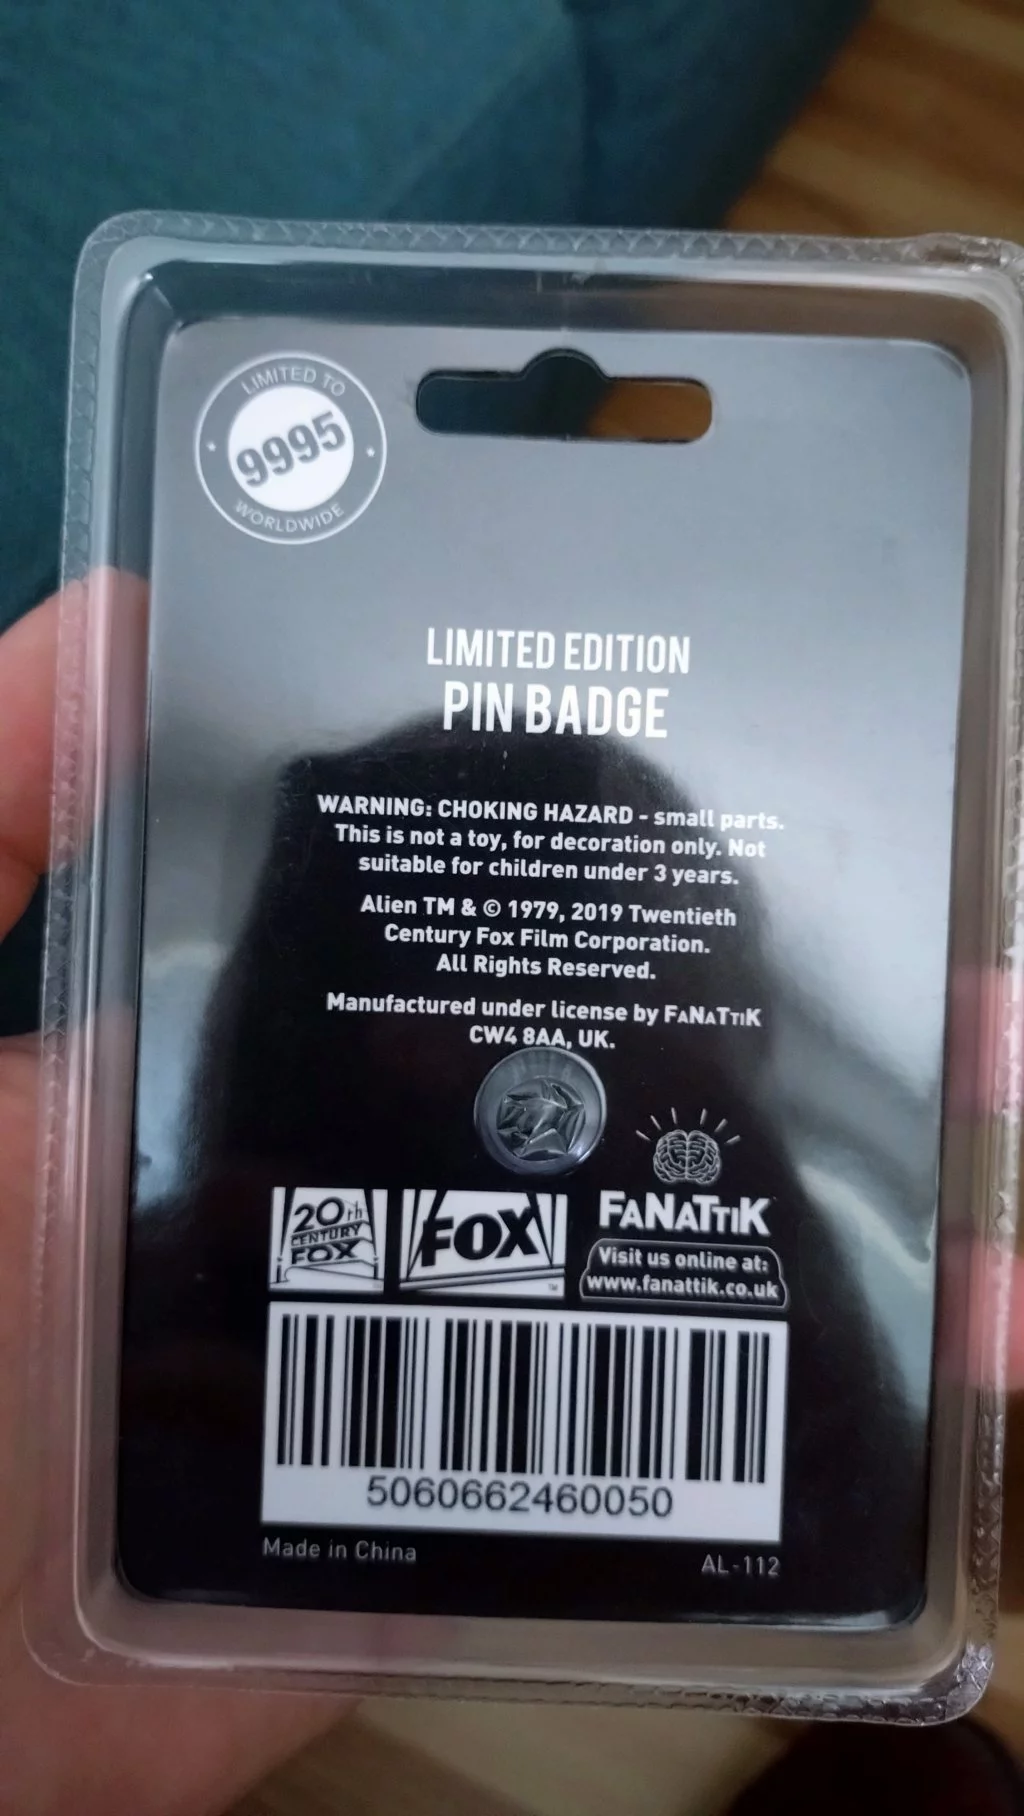 LIMITED TO
9995
WORLDWIDE
LIMITED EDITION
PIN BADGE
WARNING: CHOKING HAZARD - small parts.
This is not a toy, for decoration only. Not
suitable for children under 3 years.
Alien TM & © 1979, 2019 Twentieth
Century Fox Film Corporation.
All Rights Reserved.
Manufactured under license by FANATTIK
CW4 8AA, UK.
20th
CENTURY
FOX
FOX
TM
FANATTIK
Visit us online at:
www.fanattik.co.uk
5060662460050
Made in China
AL-112